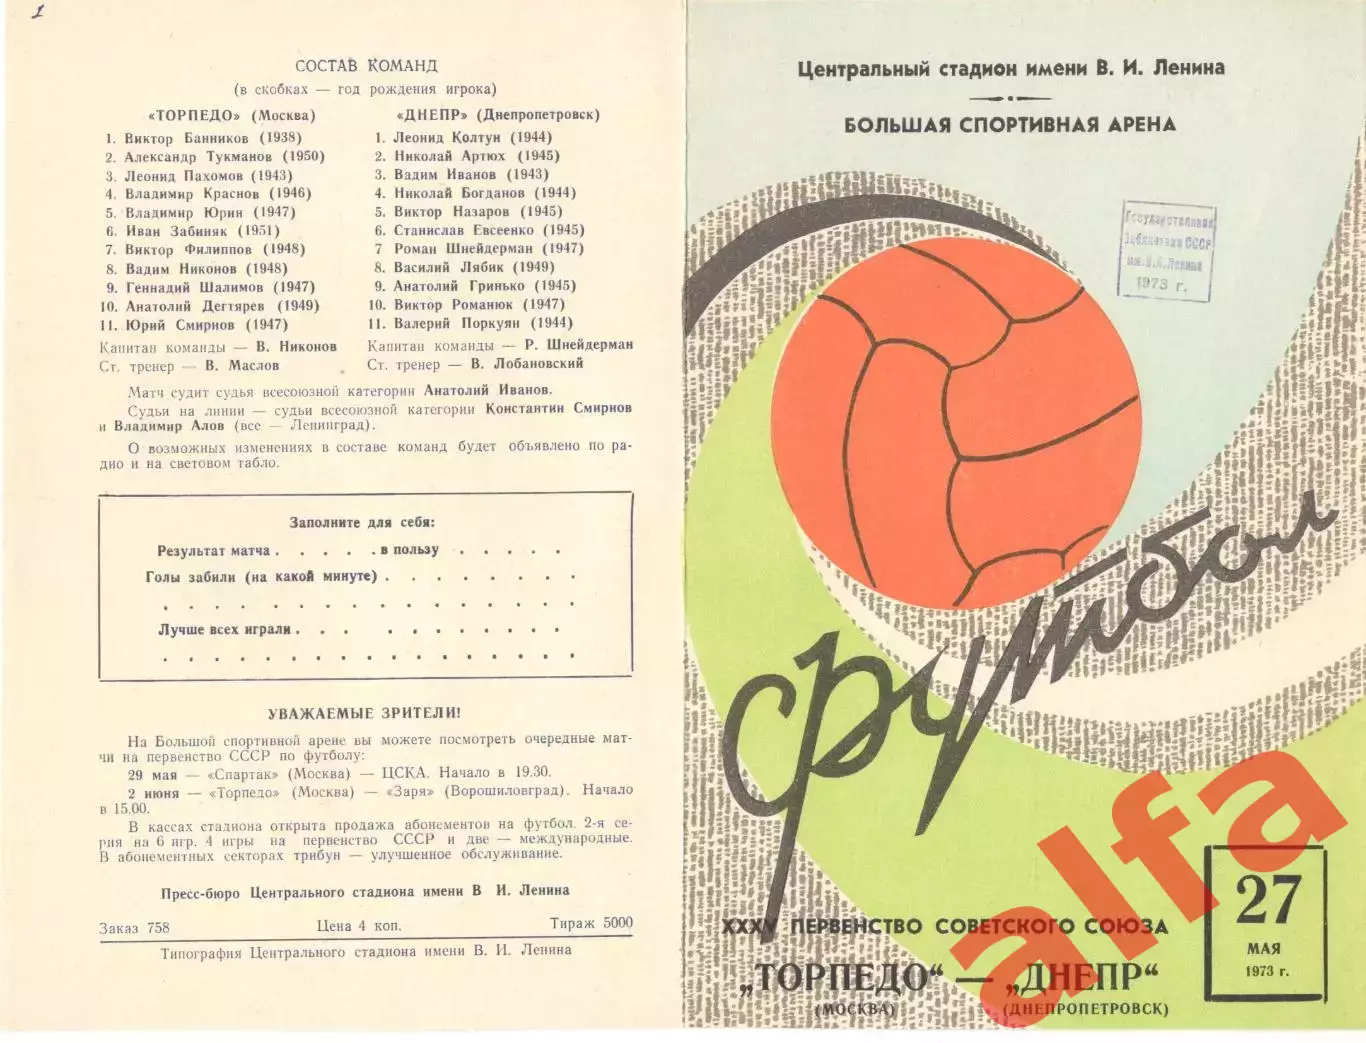 1
СОСТАВ КОМАНД
(в скобках — год рождения игрока)
«ТОРПЕДО» (Москва)
1. Виктор Банников (1938)
2. Александр Тукманов (1950)
3. Леонид Пахомов (1943)
4. Владимир Краснов (1946)
5. Владимир Юрин (1947)
6. Иван Забиняк (1951)
7. Виктор Филиппов (1948)
8. Вадим Никонов (1948)
9. Геннадий Шалимов (1947)
10. Анатолий Дегтярев (1949)
11. Юрий Смирнов (1947)
Капитан команды — В. Никонов
Ст. тренер — В. Маслов
«ДНЕПР» (Днепропетровск)
1. Леонид Колтун (1944)
2. Николай Артюх (1945)
3. Вадим Иванов (1943)
4. Николай Богданов (1944)
5. Виктор Назаров (1945)
6. Станислав Евсеенко (1945)
7 Роман Шнейдерман (1947)
8. Василий Лябик (1949)
9. Анатолий Гринько (1945)
10. Виктор Романюк (1947)
11. Валерий Поркуян (1944)
Капитан команды — Р. Шнейдерман
Ст. тренер — В. Лобановский
Матч судит судья всесоюзной категории Анатолий Иванов.
Судьи на линии — судьи всесоюзной категории Константин Смирнов
и Владимир Алов (все — Ленинград).
О возможных изменениях в составе команд будет объявлено по ра-
дио и на световом табло.
Заполните для себя:
Результат матча . . . . . в пользу . . . . .
Голы забили (на какой минуте) . . . . . . . .
. . . . . . . . . . . . . . . .
Лучше всех играли . . . . . . . . . .
. . . . . . . . . . . . . . . . . .
УВАЖАЕМЫЕ ЗРИТЕЛИ!
На Большой спортивной арене вы можете посмотреть очередные мат-
чи на первенство СССР по футболу:
29 мая — «Спартак» (Москва) — ЦСКА. Начало в 19.30.
2 июня — «Торпедо» (Москва) — «Заря» (Ворошиловград). Начало
в 15.00.
В кассах стадиона открыта продажа абонементов на футбол. 2-я се-
рия на 6 игр. 4 игры на первенство СССР и две — международные.
В абонементных секторах трибун — улучшенное обслуживание.
Пресс-бюро Центрального стадиона имени В И. Ленина
Заказ 758 Цена 4 коп. Тираж 5000
Типография Центрального стадиона имени В. И. Ленина
Центральный стадион имени В. И. Ленина
БОЛЬШАЯ СПОРТИВНАЯ АРЕНА
Государственная
библиотека СССР
им. В.И. Ленина
1973 г.
футбол
XXXV ПЕРВЕНСТВО СОВЕТСКОГО СОЮЗА
„ТОРПЕДО“ — „ДНЕПР“
(МОСКВА) (ДНЕПРОПЕТРОВСК)
27
МАЯ
1973 г.
alfa